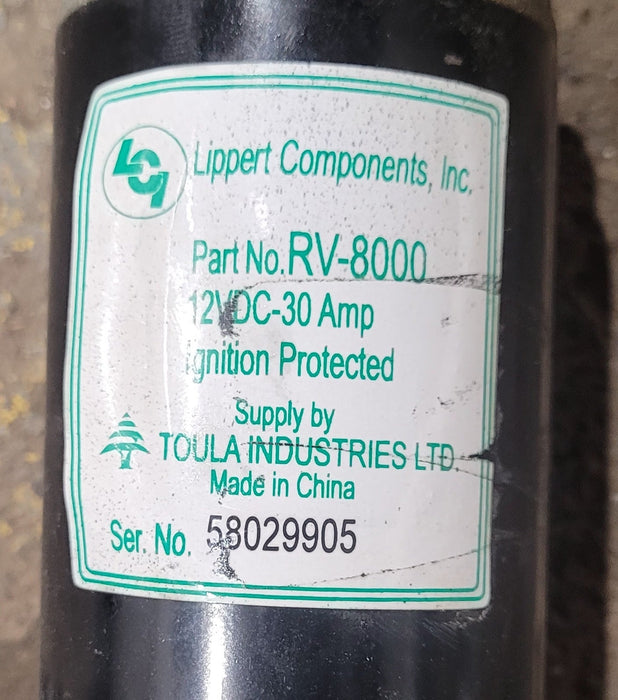 LCI Lippert Components, Inc.
Part No. RV-8000
12VDC-30 Amp
Ignition Protected
Supply by
TOULA INDUSTRIES LTD.
Made in China
Ser. No. 58029905